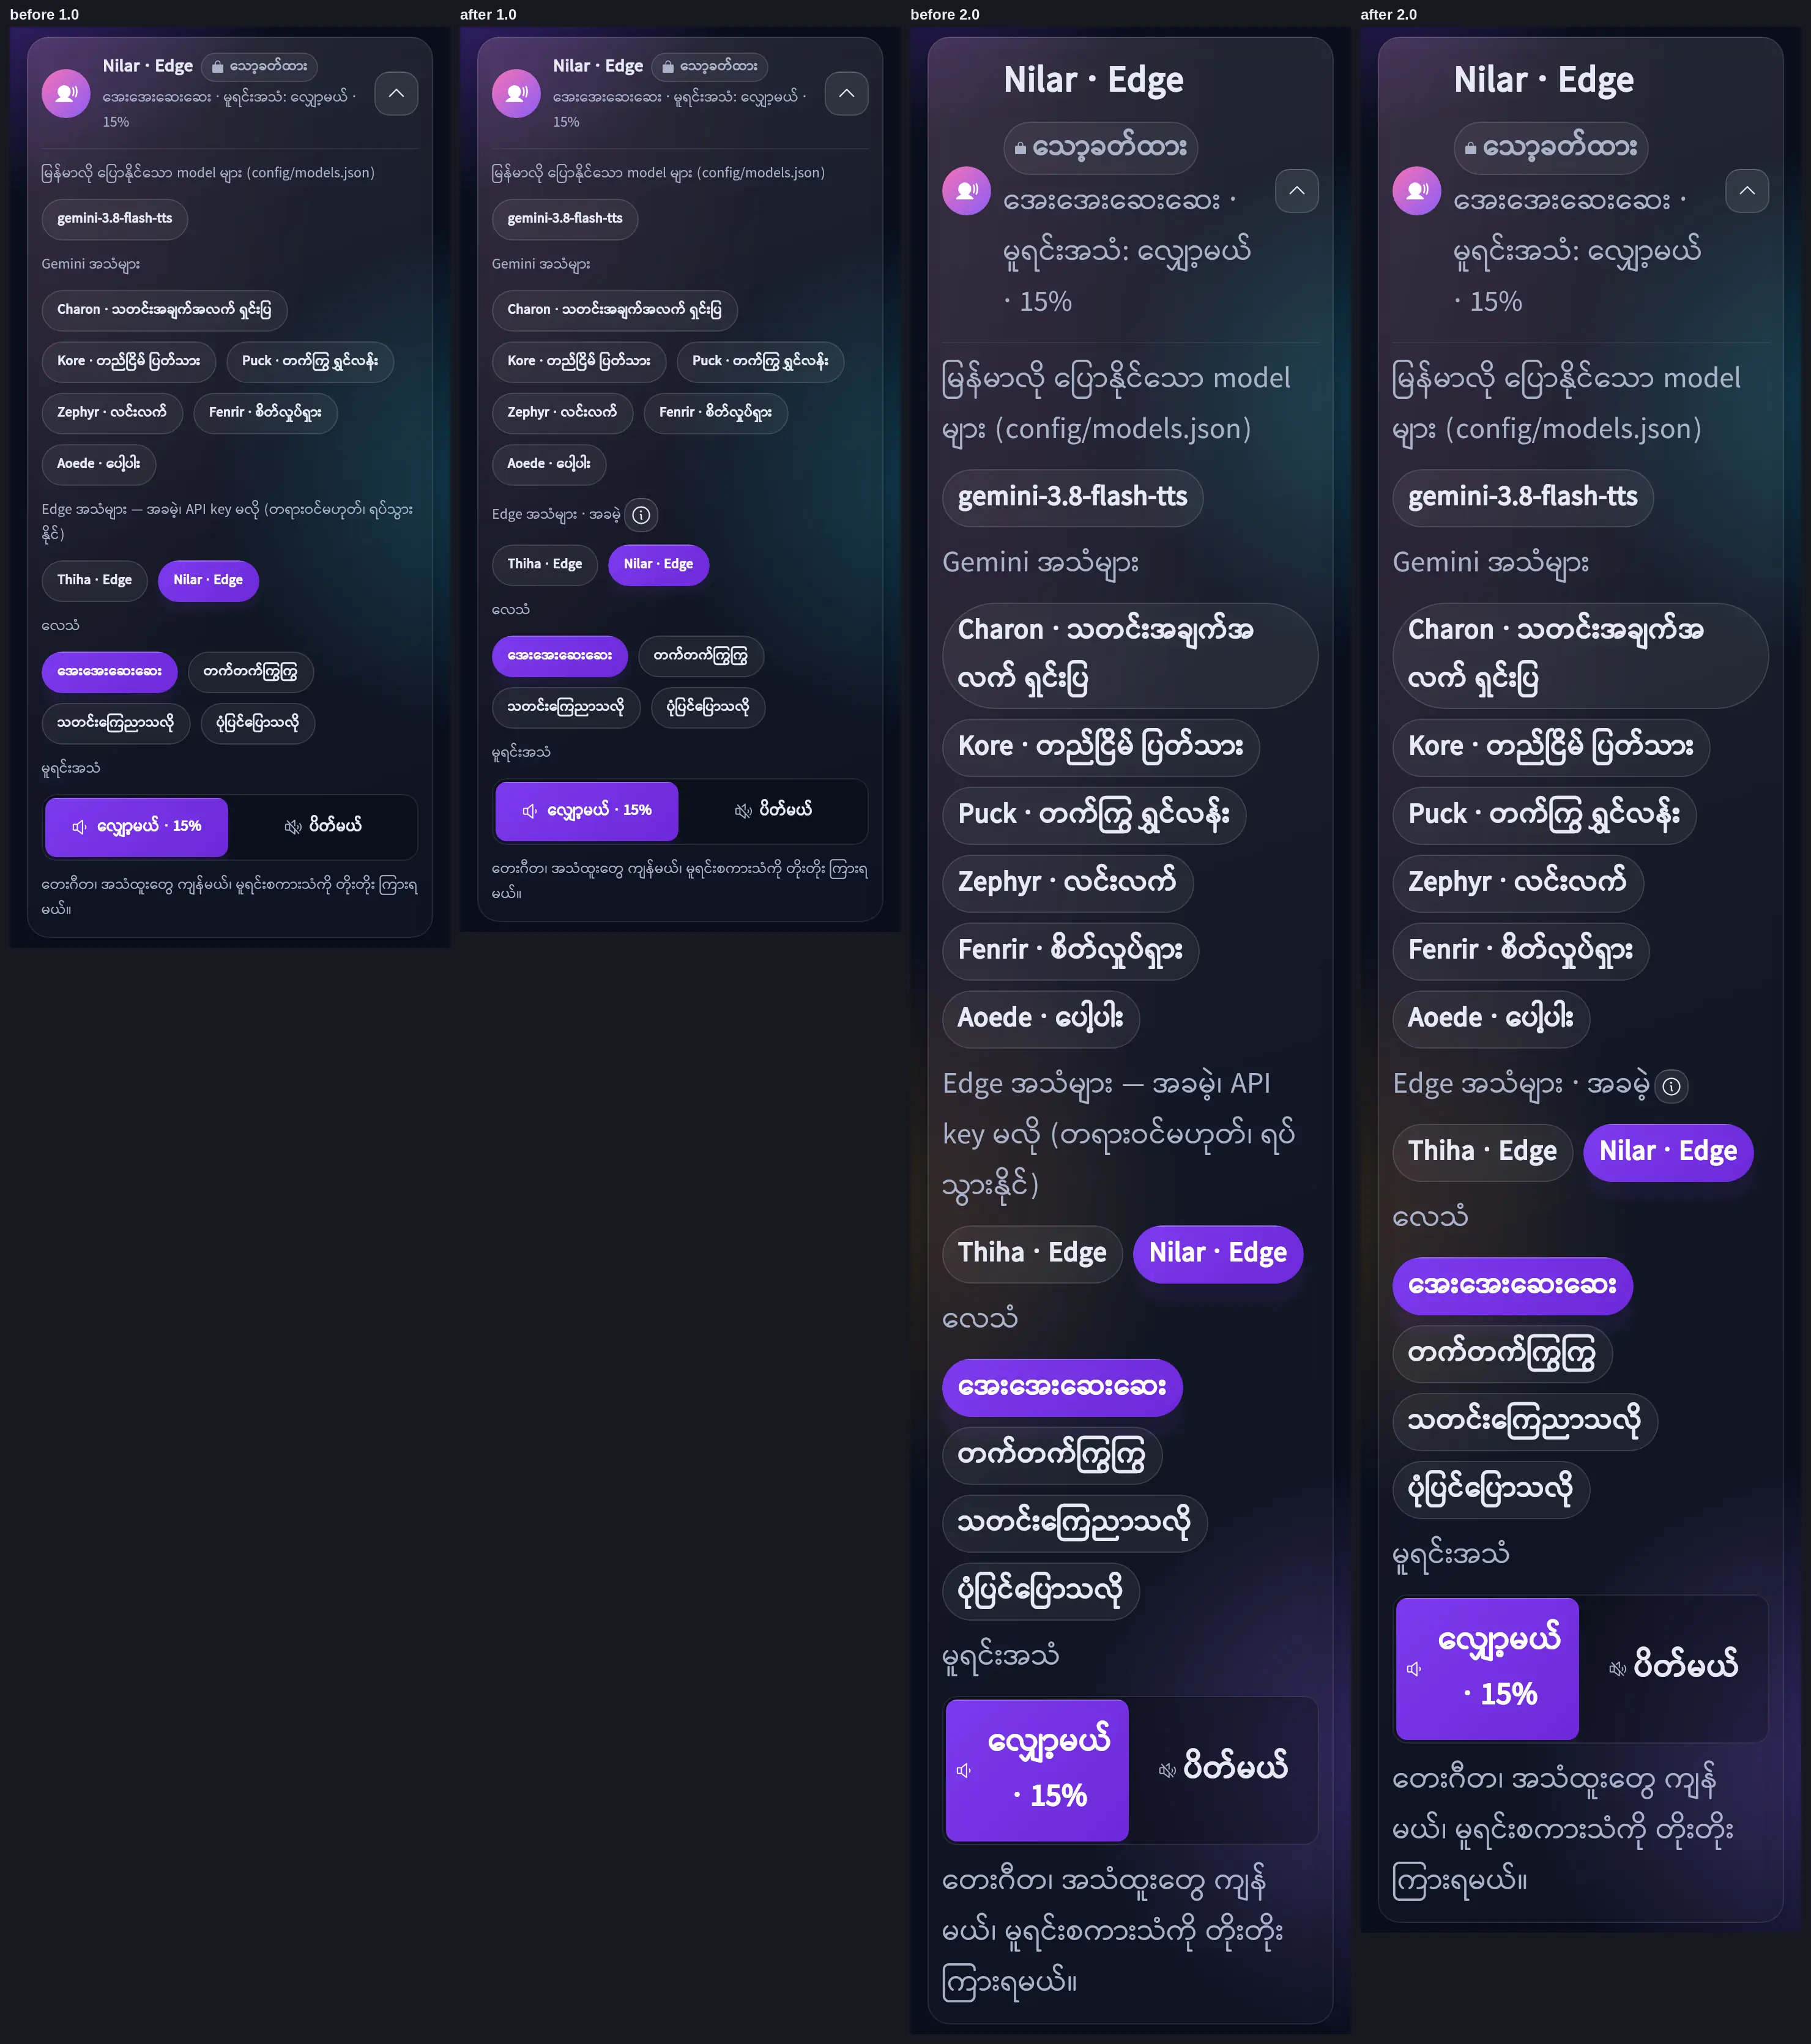 before 1.0
Nilar · Edge
သော့ခတ်ထား
အေးအေးဆေးဆေး · မူရင်းအသံ: လျှော့မယ် ·
15%
မြန်မာလို ပြောနိုင်သော model များ (config/models.json)
gemini-3.8-flash-tts
Gemini အသံများ
Charon · သတင်းအချက်အလက် ရှင်းပြ
Kore · တည်ငြိမ် ပြတ်သား
Puck · တက်ကြွ ရွှင်လန်း
Zephyr · လင်းလက်
Fenrir · စိတ်လှုပ်ရှား
Aoede · ပေါ့ပါး
Edge အသံများ — အခမဲ့၊ API key မလို (တရားဝင်မဟုတ်၊ ရပ်သွား
နိုင်)
Thiha · Edge
Nilar · Edge
လေသံ
အေးအေးဆေးဆေး
တက်တက်ကြွကြွ
သတင်းကြေညာသလို
ပုံပြင်ပြောသလို
မူရင်းအသံ
လျှော့မယ် · 15%
ပိတ်မယ်
တေးဂီတ၊ အသံထူးတွေ ကျန်မယ်၊ မူရင်းစကားသံကို တိုးတိုး ကြားရ
မယ်။
after 1.0
Nilar · Edge
သော့ခတ်ထား
အေးအေးဆေးဆေး · မူရင်းအသံ: လျှော့မယ် ·
15%
မြန်မာလို ပြောနိုင်သော model များ (config/models.json)
gemini-3.8-flash-tts
Gemini အသံများ
Charon · သတင်းအချက်အလက် ရှင်းပြ
Kore · တည်ငြိမ် ပြတ်သား
Puck · တက်ကြွ ရွှင်လန်း
Zephyr · လင်းလက်
Fenrir · စိတ်လှုပ်ရှား
Aoede · ပေါ့ပါး
Edge အသံများ · အခမဲ့
Thiha · Edge
Nilar · Edge
လေသံ
အေးအေးဆေးဆေး
တက်တက်ကြွကြွ
သတင်းကြေညာသလို
ပုံပြင်ပြောသလို
မူရင်းအသံ
လျှော့မယ် · 15%
ပိတ်မယ်
တေးဂီတ၊ အသံထူးတွေ ကျန်မယ်၊ မူရင်းစကားသံကို တိုးတိုး ကြားရ
မယ်။
before 2.0
Nilar · Edge
သော့ခတ်ထား
အေးအေးဆေးဆေး ·
မူရင်းအသံ: လျှော့မယ်
· 15%
မြန်မာလို ပြောနိုင်သော model
များ (config/models.json)
gemini-3.8-flash-tts
Gemini အသံများ
Charon · သတင်းအချက်အ
လက် ရှင်းပြ
Kore · တည်ငြိမ် ပြတ်သား
Puck · တက်ကြွ ရွှင်လန်း
Zephyr · လင်းလက်
Fenrir · စိတ်လှုပ်ရှား
Aoede · ပေါ့ပါး
Edge အသံများ — အခမဲ့၊ API
key မလို (တရားဝင်မဟုတ်၊ ရပ်
သွားနိုင်)
Thiha · Edge
Nilar · Edge
လေသံ
အေးအေးဆေးဆေး
တက်တက်ကြွကြွ
သတင်းကြေညာသလို
ပုံပြင်ပြောသလို
မူရင်းအသံ
လျှော့မယ်
· 15%
ပိတ်မယ်
တေးဂီတ၊ အသံထူးတွေ ကျန်
မယ်၊ မူရင်းစကားသံကို တိုးတိုး
ကြားရမယ်။
after 2.0
Nilar · Edge
သော့ခတ်ထား
အေးအေးဆေးဆေး ·
မူရင်းအသံ: လျှော့မယ်
· 15%
မြန်မာလို ပြောနိုင်သော model
များ (config/models.json)
gemini-3.8-flash-tts
Gemini အသံများ
Charon · သတင်းအချက်အ
လက် ရှင်းပြ
Kore · တည်ငြိမ် ပြတ်သား
Puck · တက်ကြွ ရွှင်လန်း
Zephyr · လင်းလက်
Fenrir · စိတ်လှုပ်ရှား
Aoede · ပေါ့ပါး
Edge အသံများ · အခမဲ့
Thiha · Edge
Nilar · Edge
လေသံ
အေးအေးဆေးဆေး
တက်တက်ကြွကြွ
သတင်းကြေညာသလို
ပုံပြင်ပြောသလို
မူရင်းအသံ
လျှော့မယ်
· 15%
ပိတ်မယ်
တေးဂီတ၊ အသံထူးတွေ ကျန်
မယ်၊ မူရင်းစကားသံကို တိုးတိုး
ကြားရမယ်။